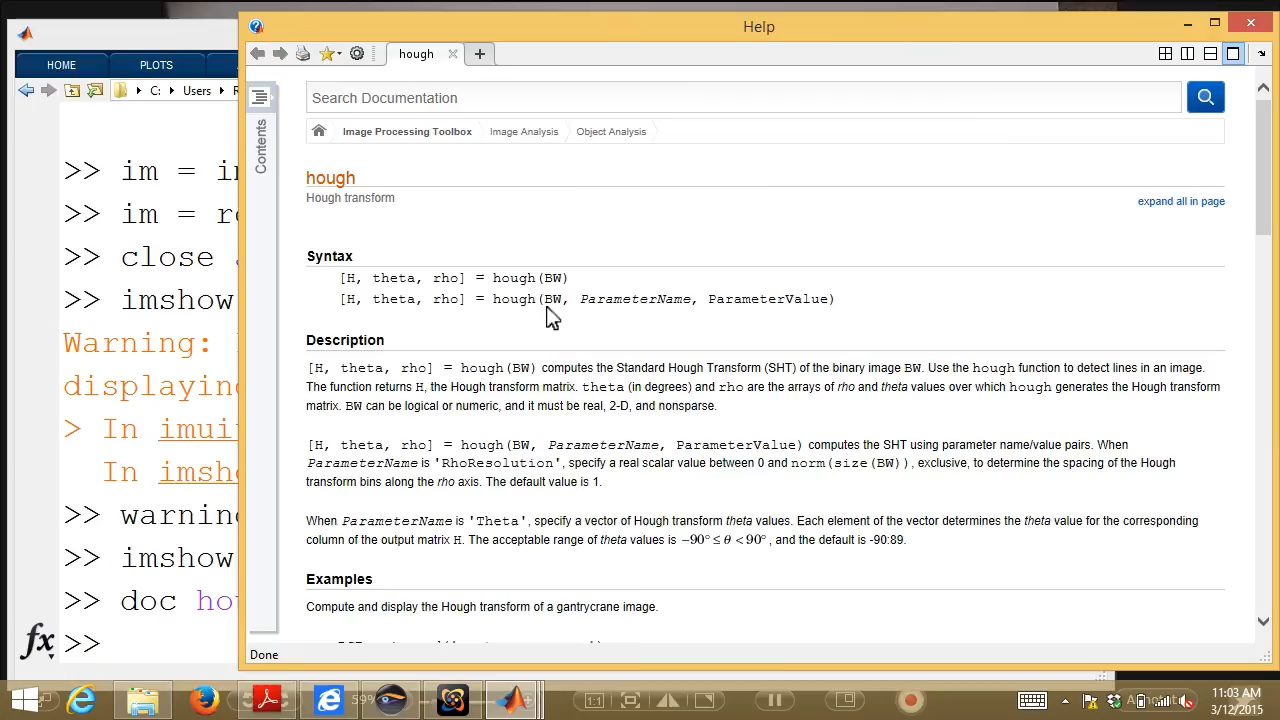 Help
HOME
PLOTS
hough
C:
Users
Search Documentation
Contents
Image Processing Toolbox
Image Analysis
Object Analysis
hough
Hough transform
expand all in page
Syntax
[H, theta, rho] = hough(BW)
[H, theta, rho] = hough(BW, ParameterName, ParameterValue)
Description
[H, theta, rho] = hough(BW) computes the Standard Hough Transform (SHT) of the binary image BW. Use the hough function to detect lines in an image.
The function returns H, the Hough transform matrix. theta (in degrees) and rho are the arrays of rho and theta values over which hough generates the Hough transform
matrix. BW can be logical or numeric, and it must be real, 2-D, and nonsparse.
[H, theta, rho] = hough(BW, ParameterName, ParameterValue) computes the SHT using parameter name/value pairs. When
ParameterName is 'RhoResolution', specify a real scalar value between 0 and norm(size(BW)), exclusive, to determine the spacing of the Hough
transform bins along the rho axis. The default value is 1.
When ParameterName is 'Theta', specify a vector of Hough transform theta values. Each element of the vector determines the theta value for the corresponding
column of the output matrix H. The acceptable range of theta values is −90° ≤ θ < 90°, and the default is -90:89.
Examples
Compute and display the Hough transform of a gantrycrane image.
Done
>> im = i
>> im = r
>> close
>> imshow
Warning:
displaying
> In imui
In imsh
>> warning
>> imshow
>> doc hou
>>
fx
59%
1:1
11:03 AM
3/12/2015